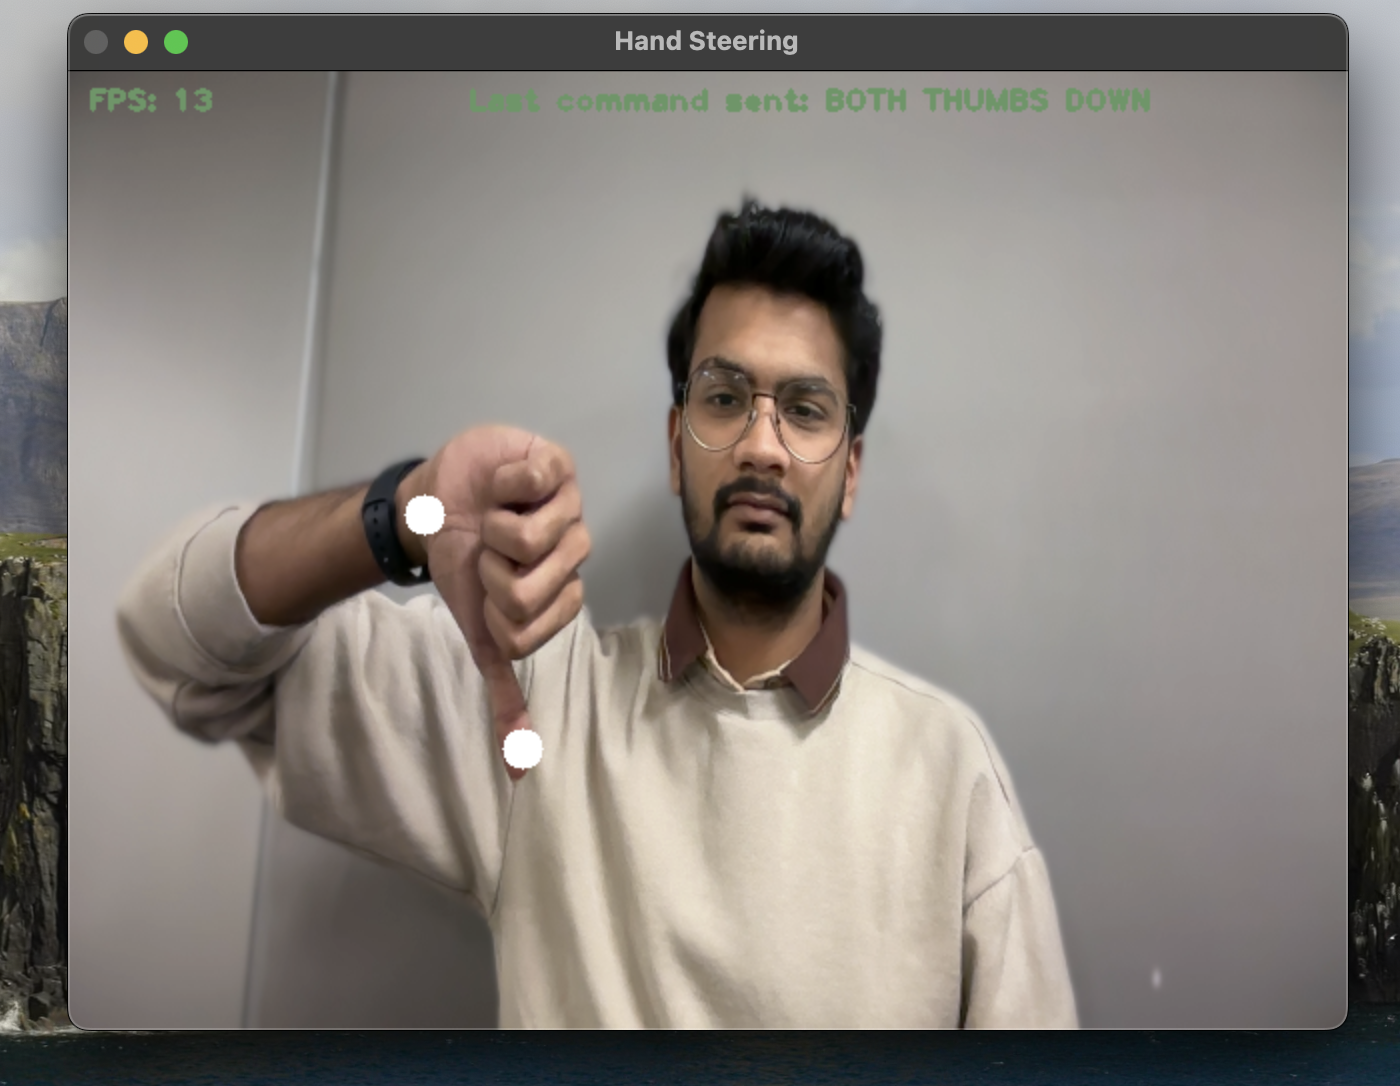 Hand Steering
FPS: 13
Last command sent: BOTH THUMBS DOWN